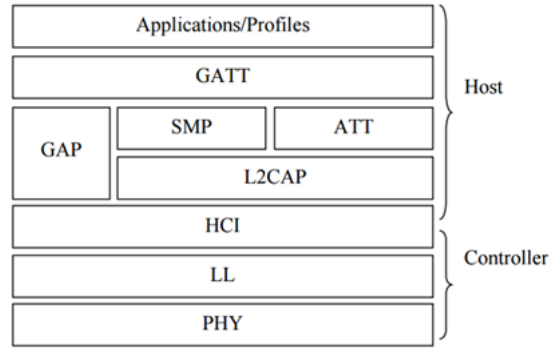 Applications/Profiles
GATT
Host
SMP
ATT
GAP
L2CAP
HCI
Controller
LL
PHY